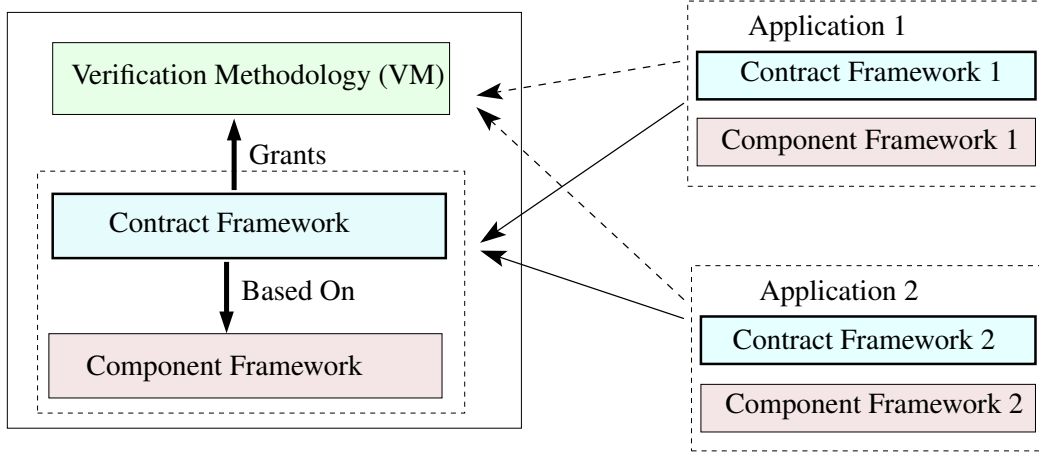 Verification Methodology (VM)
Grants
Contract Framework
Based On
Component Framework
Application 1
Contract Framework 1
Component Framework 1
Application 2
Contract Framework 2
Component Framework 2